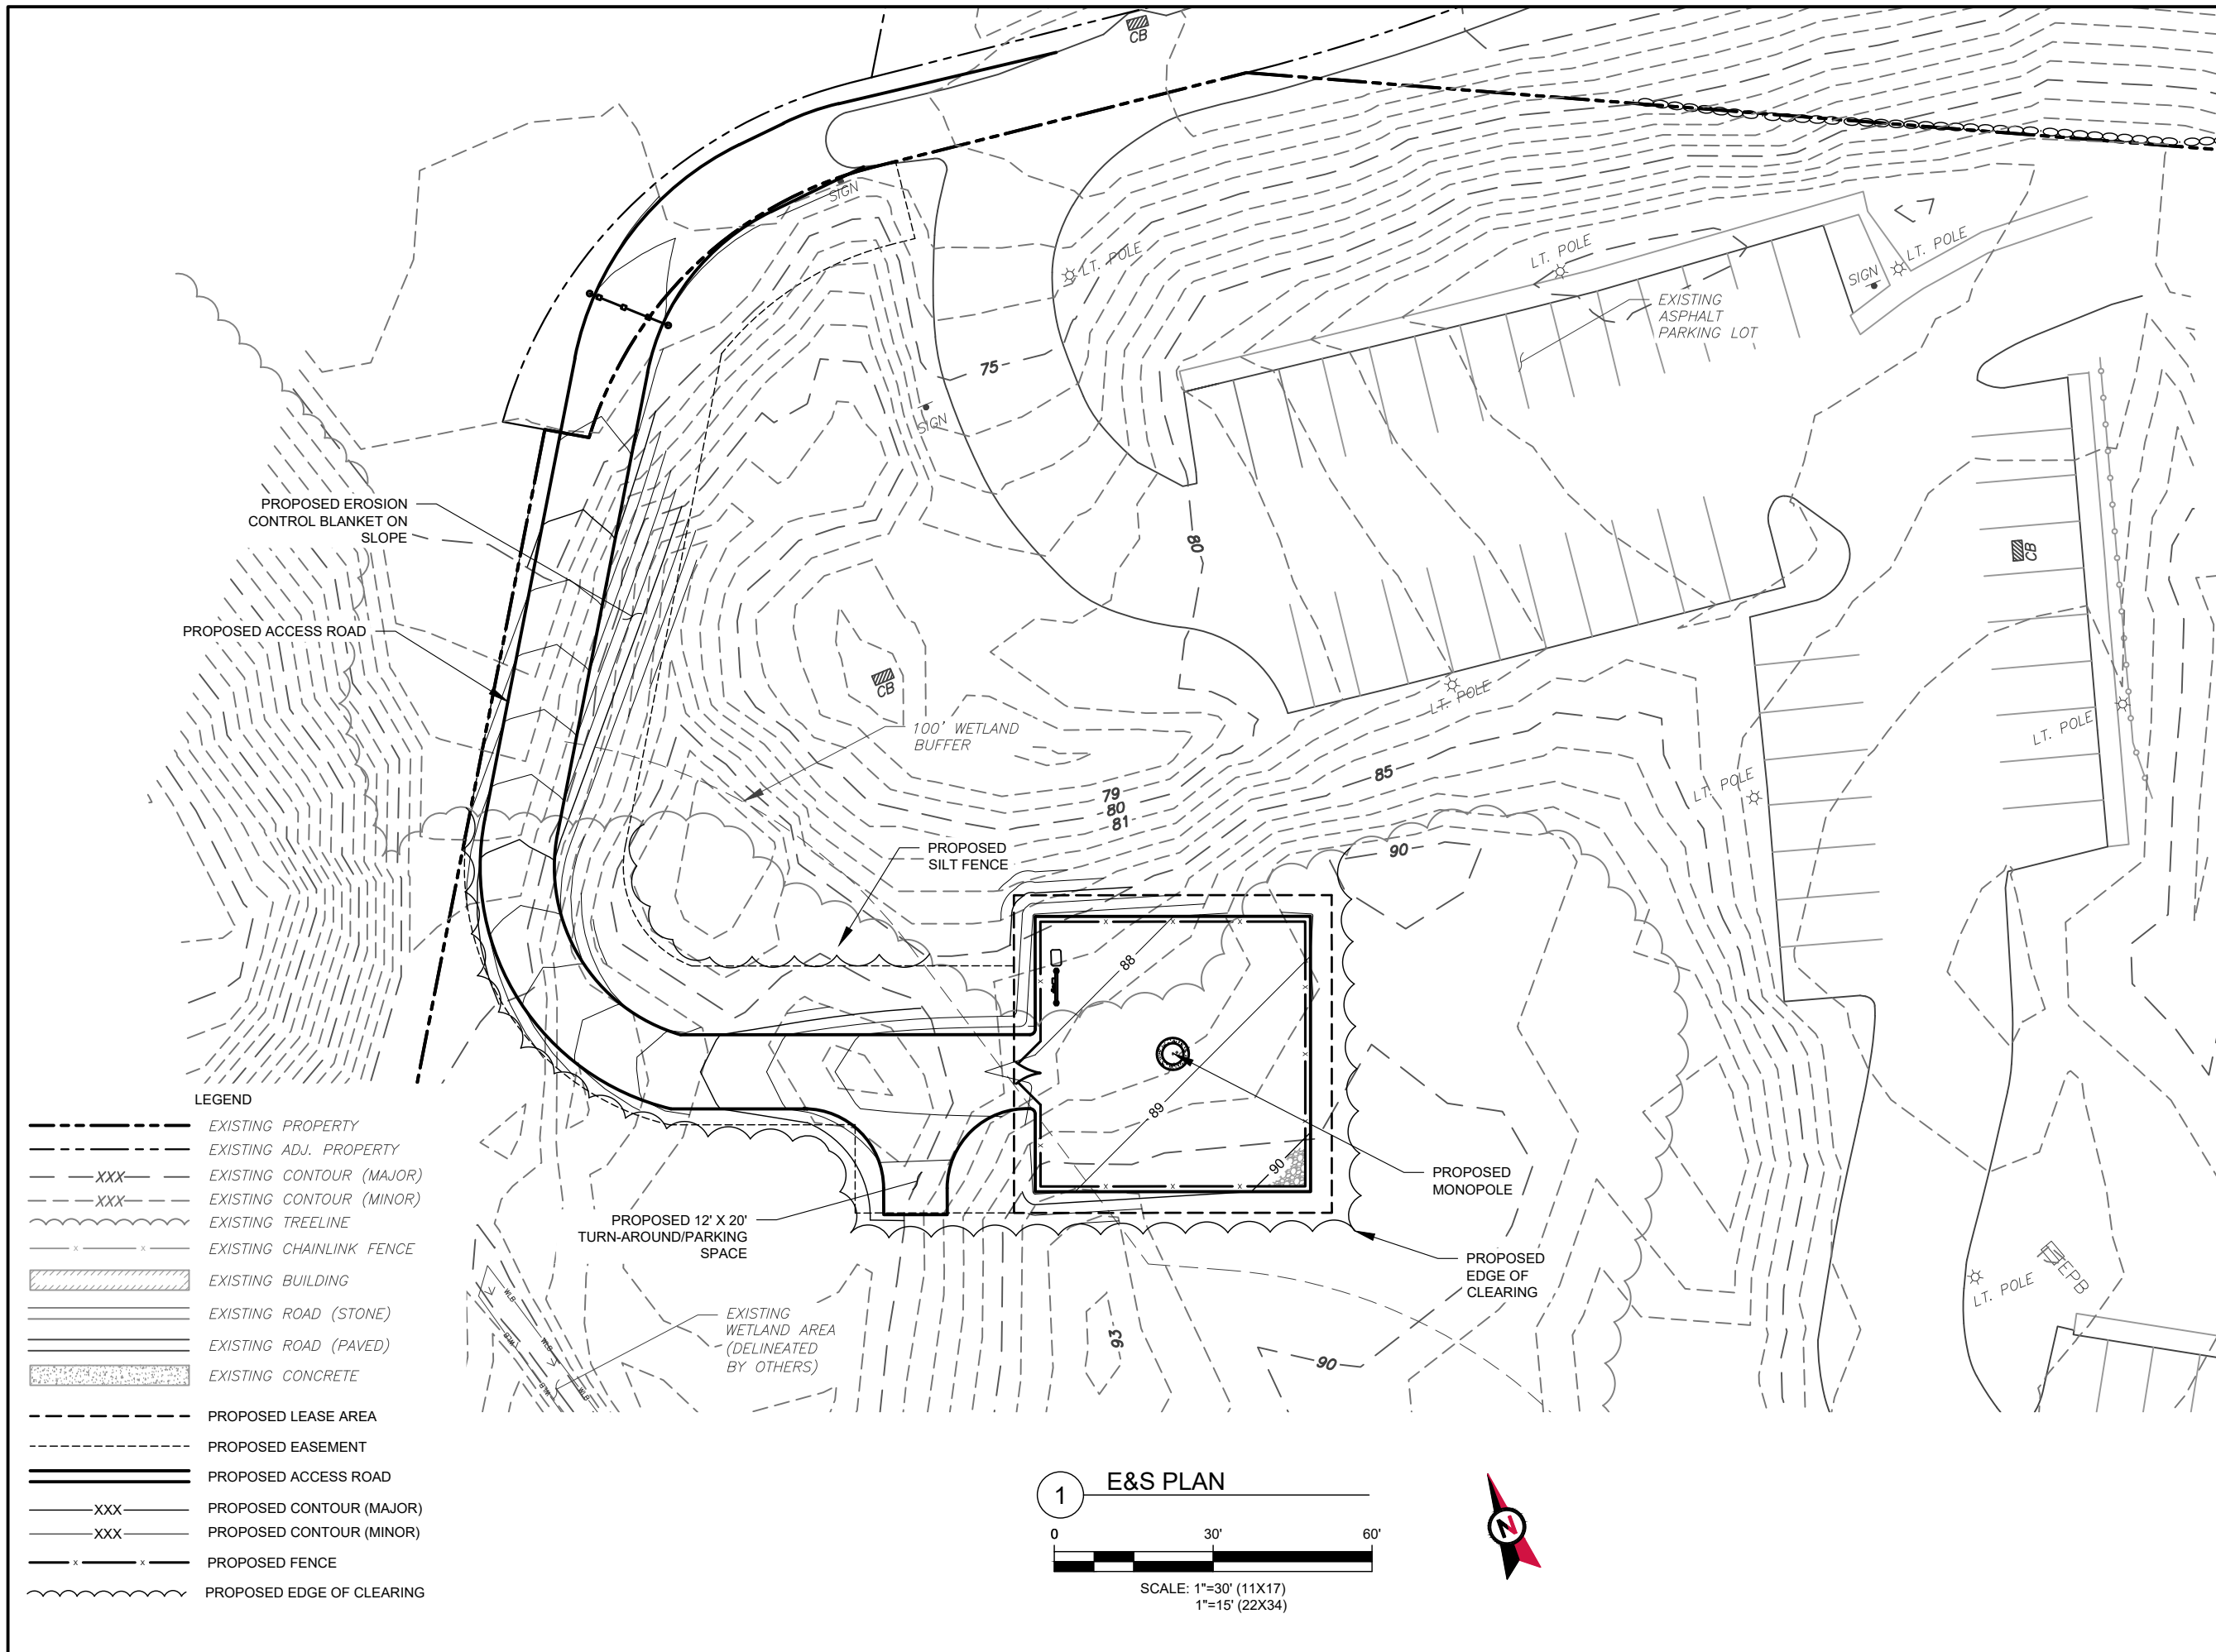 CB
SIGN
LT. POLE
LT. POLE
LT. POLE
SIGN
EXISTING
ASPHALT
PARKING LOT
75
SIGN
PROPOSED EROSION
CONTROL BLANKET ON
SLOPE
80
CB
PROPOSED ACCESS ROAD
CB
LT. POLE
100' WETLAND
BUFFER
LT. POLE
85
LT. POLE
79
80
81
PROPOSED
SILT FENCE
90
88
89
90
PROPOSED
MONOPOLE
PROPOSED 12' X 20'
TURN-AROUND/PARKING
SPACE
PROPOSED
EDGE OF
CLEARING
LT. POLE
EPB
WLB
WLB
WLB
WLB
WLB
EXISTING
WETLAND AREA
(DELINEATED
BY OTHERS)
93
90
LEGEND
EXISTING PROPERTY
EXISTING ADJ. PROPERTY
XXX EXISTING CONTOUR (MAJOR)
XXX EXISTING CONTOUR (MINOR)
EXISTING TREELINE
x x EXISTING CHAINLINK FENCE
EXISTING BUILDING
EXISTING ROAD (STONE)
EXISTING ROAD (PAVED)
EXISTING CONCRETE
PROPOSED LEASE AREA
PROPOSED EASEMENT
PROPOSED ACCESS ROAD
XXX PROPOSED CONTOUR (MAJOR)
XXX PROPOSED CONTOUR (MINOR)
x x PROPOSED FENCE
PROPOSED EDGE OF CLEARING
1 E&S PLAN
0 30' 60'
SCALE: 1"=30' (11X17)
1"=15' (22X34)
N